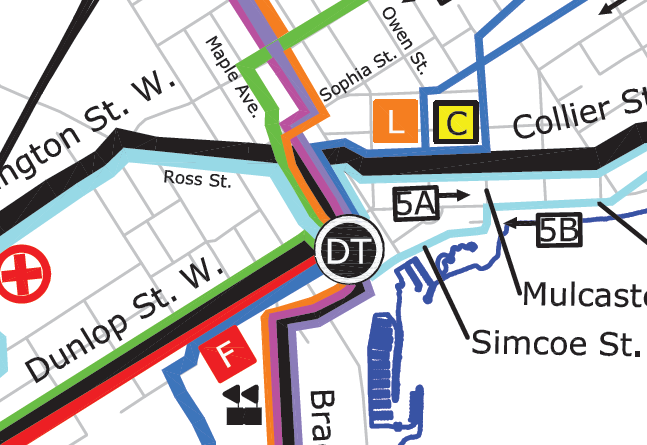 Owen St.
Maple Ave.
Sophia St.
ngton St. W.
L
C
Collier St
Ross St.
5A
5B
DT
Dunlop St. W.
Mulcast
Simcoe St.
F
Bra